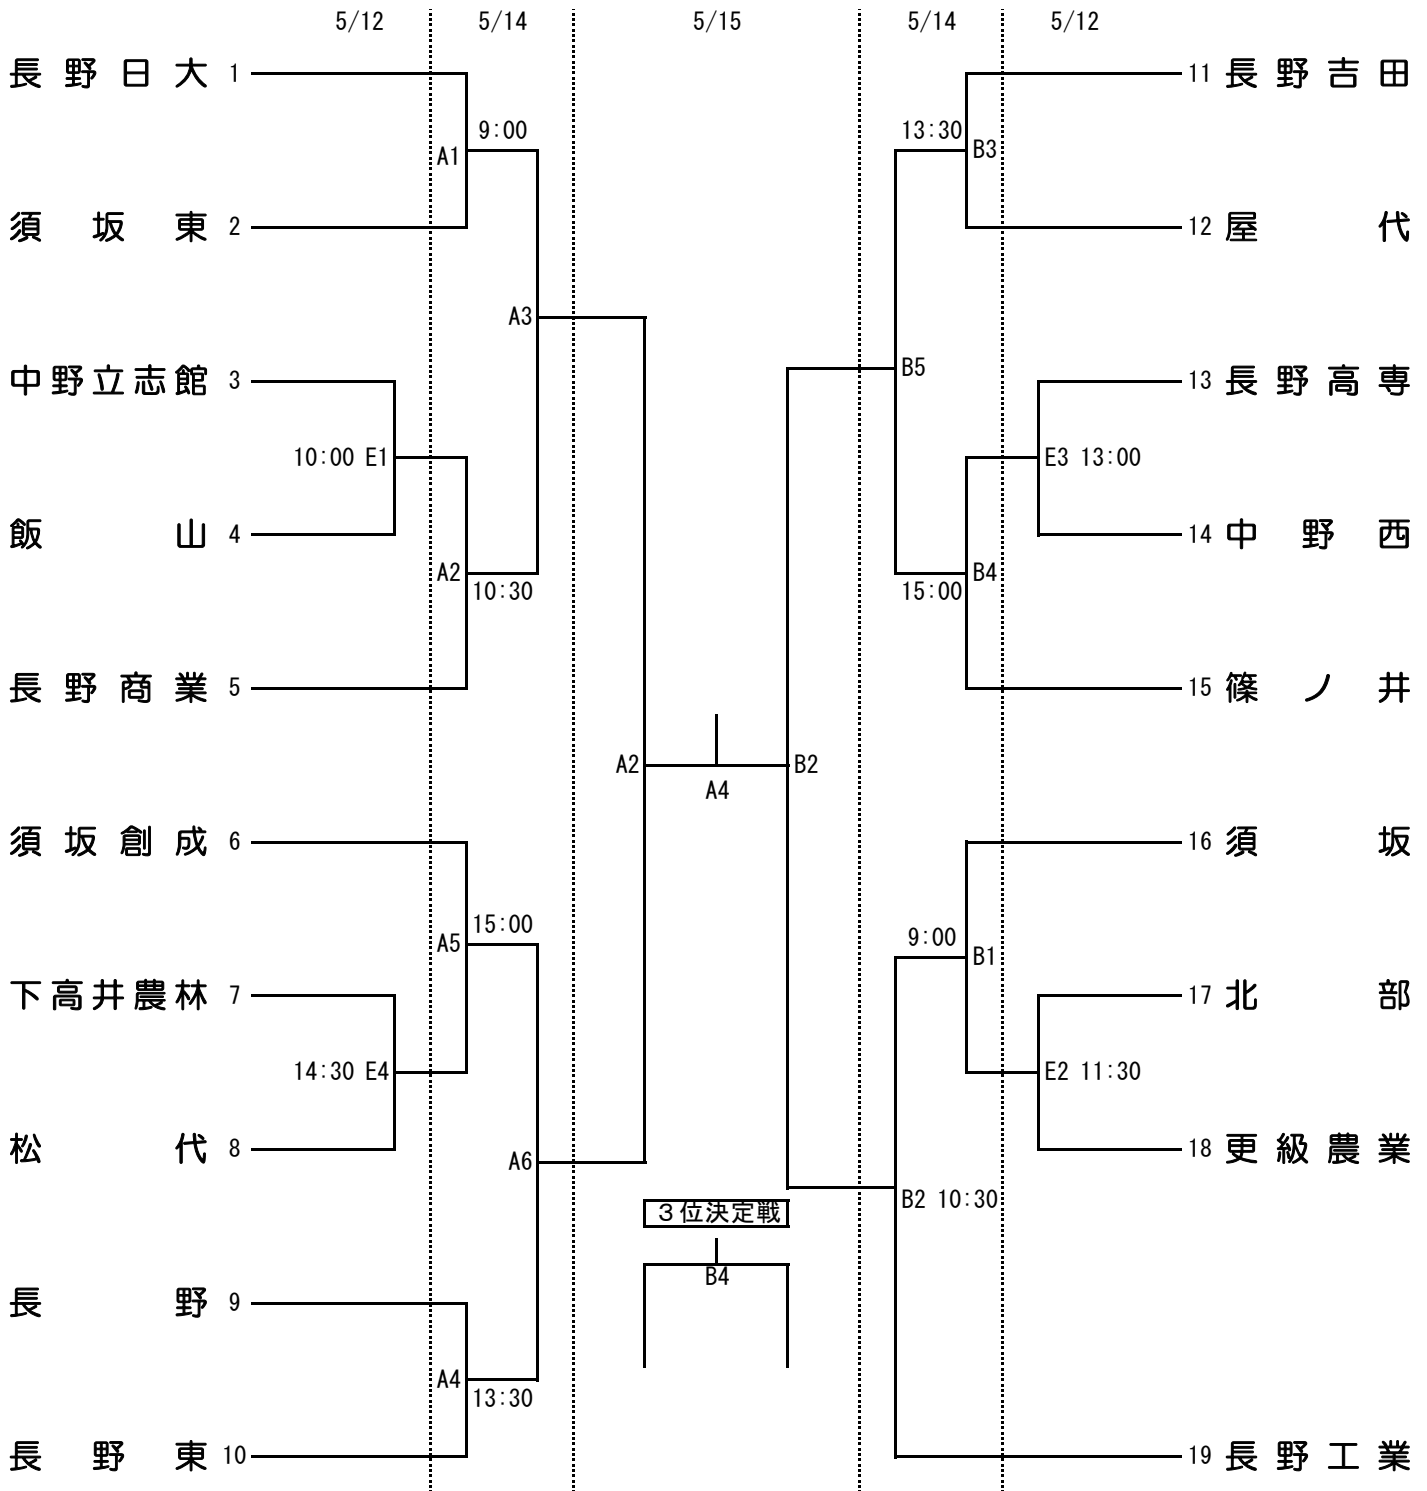 5/12 5/14 5/15 5/14 5/12
長野日大 1 11 長野吉田
9:00 13:30
A1 B3
須坂東 2 12 屋代
A3
B5
中野立志館 3 13 長野高専
10:00 E1 E3 13:00
飯山 4 14 中野西
A2 B4
10:30 15:00
長野商業 5 15 篠ノ井
A2 B2
A4
須坂創成 6 16 須坂
15:00 9:00
A5 B1
下高井農林 7 17 北部
14:30 E4 E2 11:30
松代 8 18 更級農業
A6
B2 10:30
3位決定戦
B4
長野 9
A4
13:30
長野東 10 19 長野工業